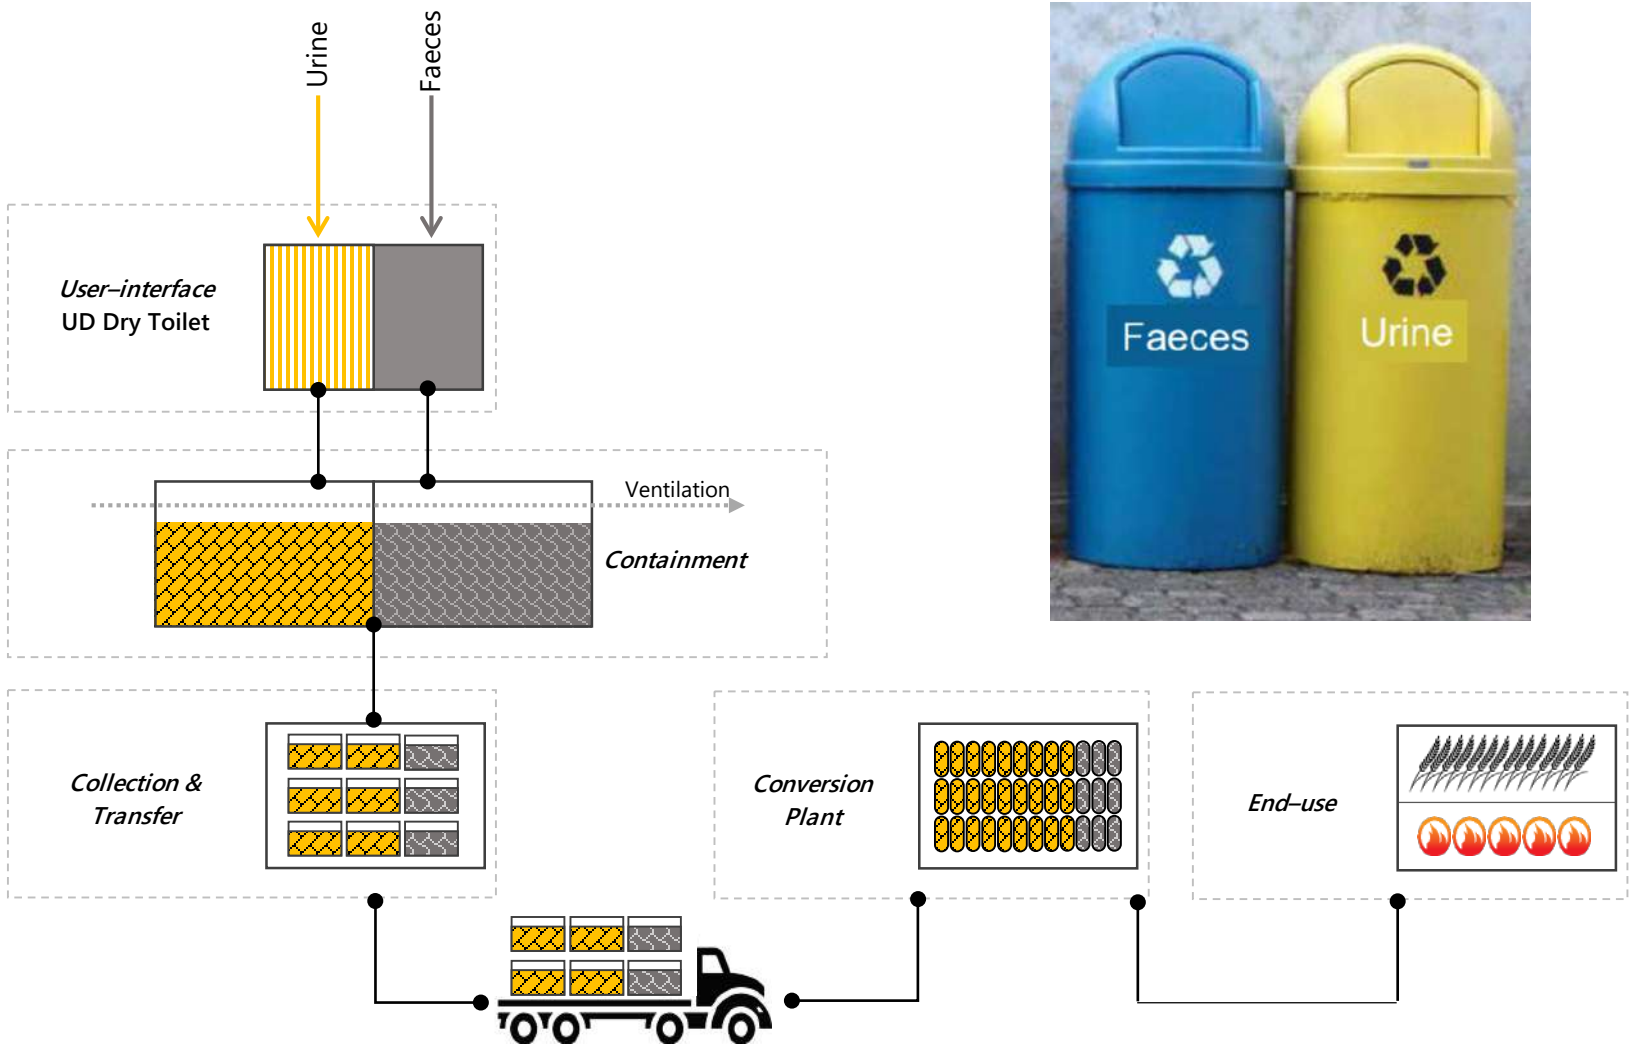 Urine
Faeces
User–interface
UD Dry Toilet
Ventilation
Containment
Faeces
Urine
Collection &
Transfer
Conversion
Plant
End–use